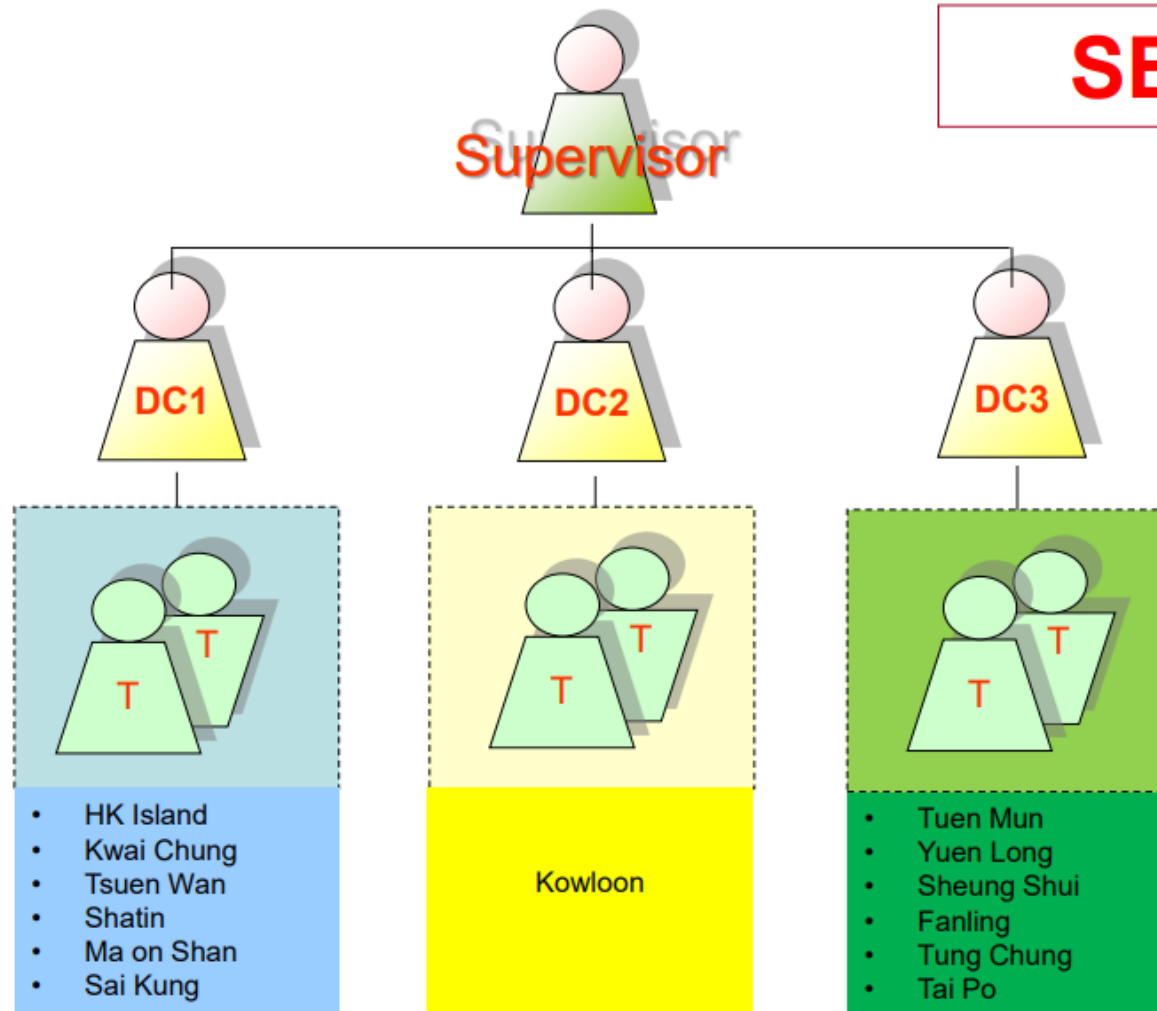 SE
Supervisor
DC1
DC2
DC3
T
T
T
T
T
T
• HK Island
• Kwai Chung
• Tsuen Wan
• Shatin
• Ma on Shan
• Sai Kung
Kowloon
• Tuen Mun
• Yuen Long
• Sheung Shui
• Fanling
• Tung Chung
• Tai Po